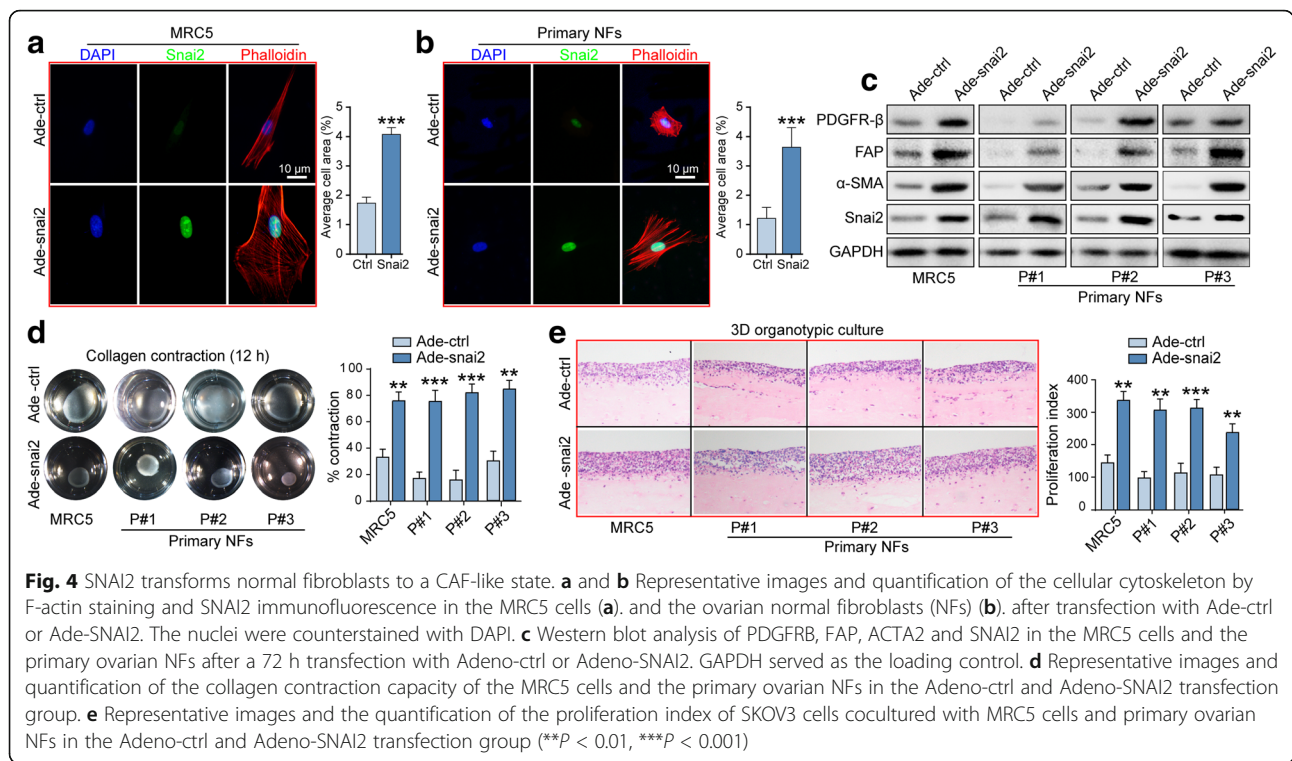 a
MRC5
DAPI Snai2 Phalloidin
Ade-ctrl
10 µm
Ade-snai2
Average cell area (%)
5
4
3
2
1
0
***
Ctrl Snai2
b
Primary NFs
DAPI Snai2 Phalloidin
Ade-ctrl
10 µm
Ade-snai2
Average cell area (%)
5
4
3
2
1
0
***
Ctrl Snai2
c
Ade-ctrl Ade-snai2 Ade-ctrl Ade-snai2 Ade-ctrl Ade-snai2 Ade-ctrl Ade-snai2
PDGFR-β
FAP
α-SMA
Snai2
GAPDH
MRC5 P#1 P#2 P#3
Primary NFs
d
Collagen contraction (12 h)
Ade-ctrl
Ade-snai2
MRC5 P#1 P#2 P#3
Primary NFs
Ade-ctrl
Ade-snai2
% contraction
100
80
60
40
20
0
** *** *** **
MRC5 P#1 P#2 P#3
e
3D organotypic culture
Ade-ctrl
Ade -snai2
MRC5 P#1 P#2 P#3
Primary NFs
Ade-ctrl
Ade-snai2
Proliferation index
400
300
200
100
0
** ** *** **
MRC5 P#1 P#2 P#3
Fig. 4 SNAI2 transforms normal fibroblasts to a CAF-like state. a and b Representative images and quantification of the cellular cytoskeleton by
F-actin staining and SNAI2 immunofluorescence in the MRC5 cells (a). and the ovarian normal fibroblasts (NFs) (b). after transfection with Ade-ctrl
or Ade-SNAI2. The nuclei were counterstained with DAPI. c Western blot analysis of PDGFRB, FAP, ACTA2 and SNAI2 in the MRC5 cells and the
primary ovarian NFs after a 72 h transfection with Adeno-ctrl or Adeno-SNAI2. GAPDH served as the loading control. d Representative images and
quantification of the collagen contraction capacity of the MRC5 cells and the primary ovarian NFs in the Adeno-ctrl and Adeno-SNAI2 transfection
group. e Representative images and the quantification of the proliferation index of SKOV3 cells cocultured with MRC5 cells and primary ovarian
NFs in the Adeno-ctrl and Adeno-SNAI2 transfection group (**P < 0.01, ***P < 0.001)